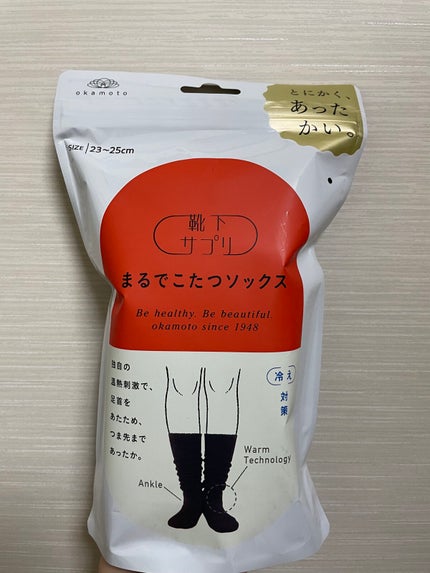 okamoto
とにかく、
あった
かい。
SIZE/23~25cm
靴下
サプリ
まるでこたつソックス
Be healthy. Be beautiful.
okamoto since 1948
独自の
温熱刺激で、
足首を
あたため、
つま先まで
あったか。
冷え
対策
Warm
Technology
Ankle